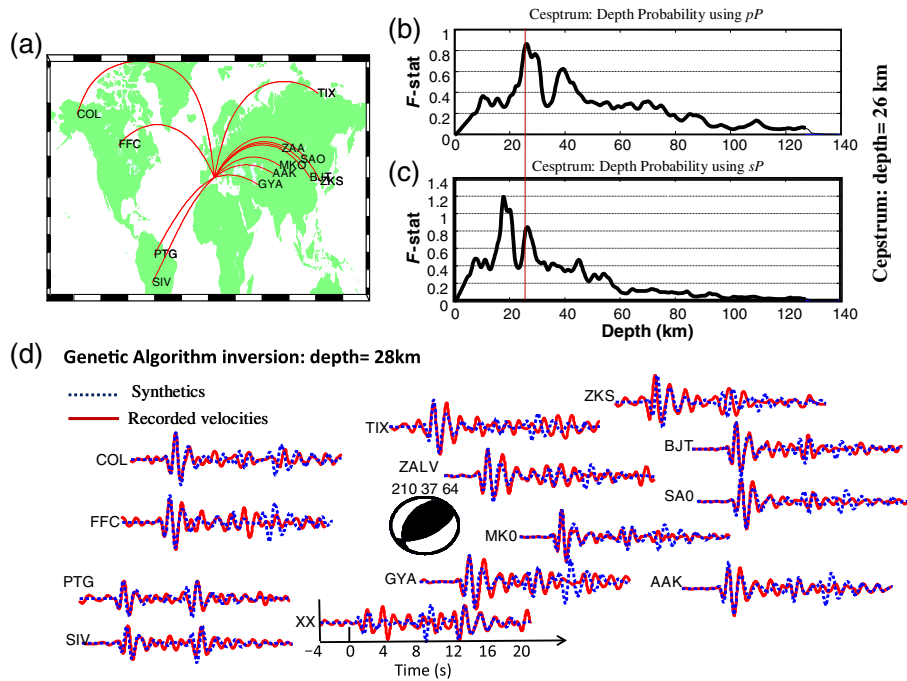 (a)
COL
FFC
TIX
ZAA
SAO
MKO
AAK
BJT
ZKS
GYA
PTG
SIV
(b)
Cesptrum: Depth Probability using pP
F-stat
1
0.8
0.6
0.4
0.2
0
0 20 40 60 80 100 120 140
(c)
Cesptrum: Depth Probability using sP
F-stat
1.4
1.2
1
0.8
0.6
0.4
0.2
0
0 20 40 60 80 100 120 140
Depth (km)
Cepstrum: depth= 26 km
(d) Genetic Algorithm inversion: depth= 28km
Synthetics
Recorded velocities
COL
FFC
PTG
SIV
TIX
ZALV
210 37 64
MK0
GYA
XX
−4 0 4 8 12 16 20
Time (s)
ZKS
BJT
SA0
AAK